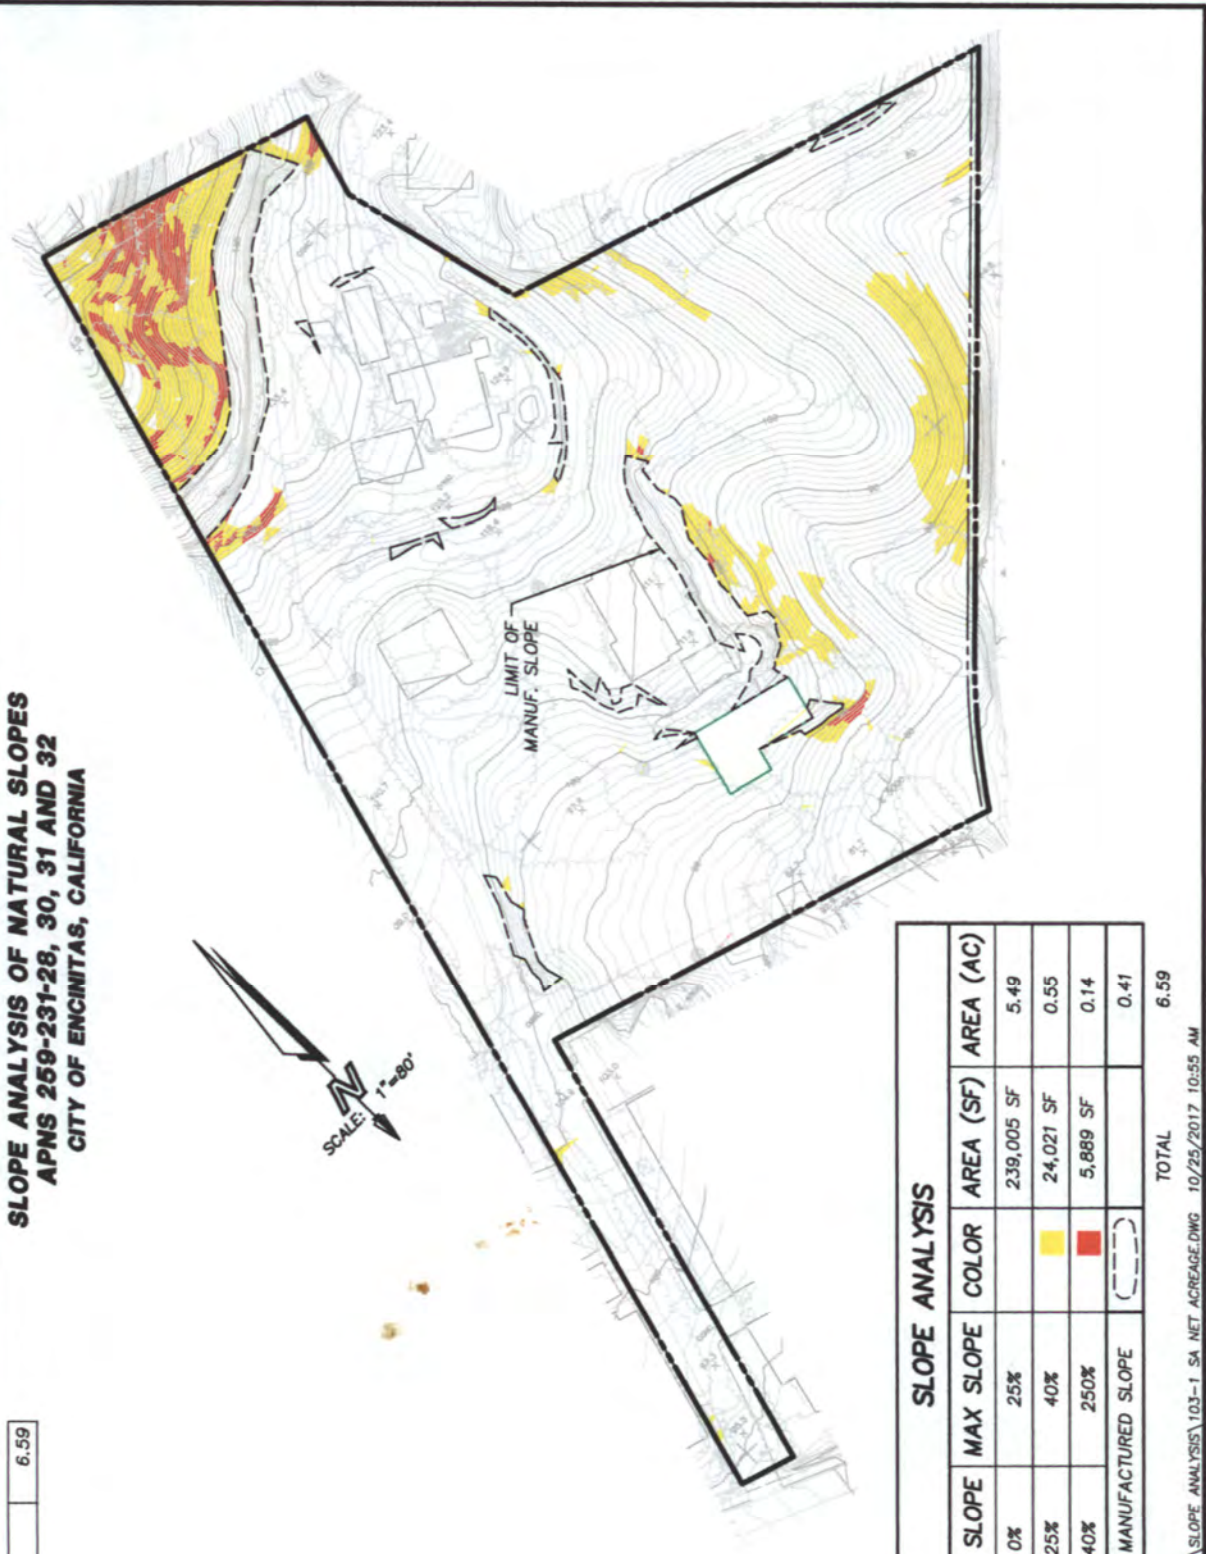 SLOPE ANALYSIS OF NATURAL SLOPES
APNS 259-231-28, 30, 31 AND 32
CITY OF ENCINITAS, CALIFORNIA
6.59
N
SCALE: 1"=80'
LIMIT OF
MANUF. SLOPE
SLOPE ANALYSIS
SLOPE MAX SLOPE COLOR AREA (SF) AREA (AC)
0% 25% 239,005 SF 5.49
25% 40% 24,021 SF 0.55
40% 250% 5,889 SF 0.14
MANUFACTURED SLOPE 0.41
TOTAL 6.59
\SLOPE ANALYSIS\103-1 SA NET ACREAGE.DWG 10/25/2017 10:55 AM